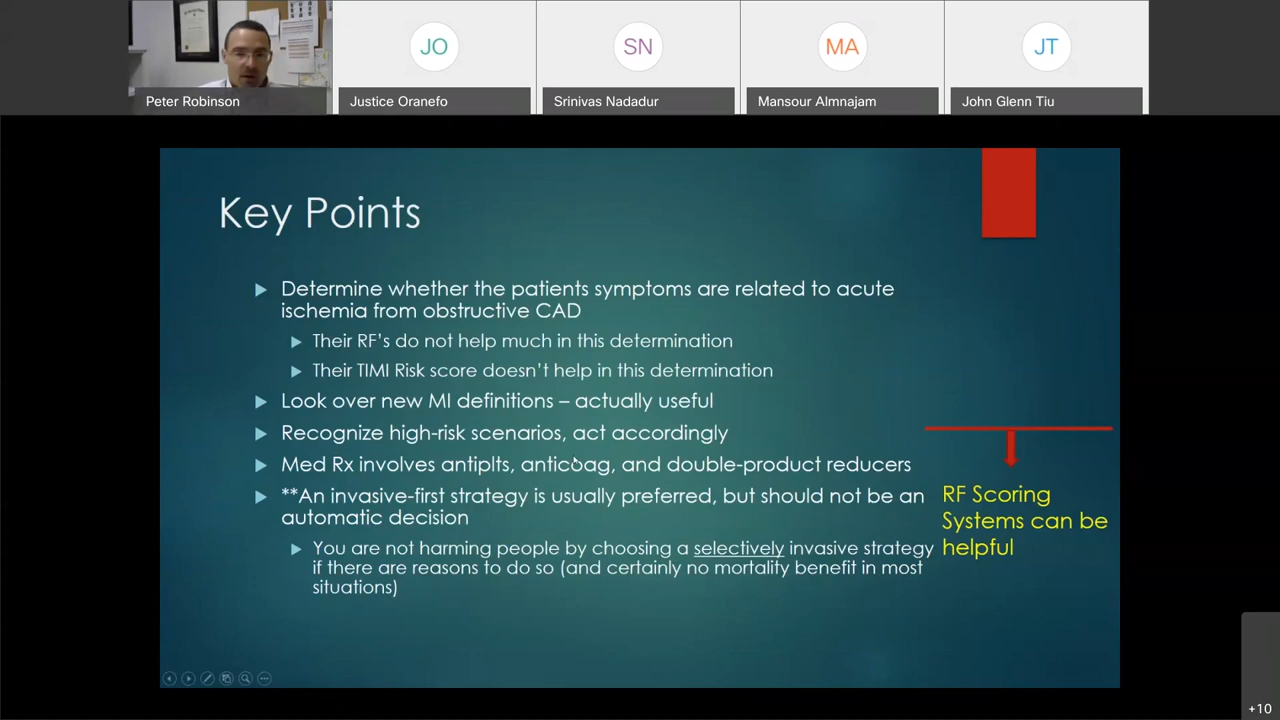 JO
SN
MA
JT
Peter Robinson
Justice Oranefo
Srinivas Nadadur
Mansour Almnajam
John Glenn Tiu
Key Points
Determine whether the patients symptoms are related to acute
ischemia from obstructive CAD
Their RF's do not help much in this determination
Their TIMI Risk score doesn't help in this determination
Look over new MI definitions – actually useful
Recognize high-risk scenarios, act accordingly
Med Rx involves antiplts, anticoag, and double-product reducers
**An invasive-first strategy is usually preferred, but should not be an
automatic decision
You are not harming people by choosing a selectively invasive strategy
if there are reasons to do so (and certainly no mortality benefit in most
situations)
RF Scoring
Systems can be
helpful
+10